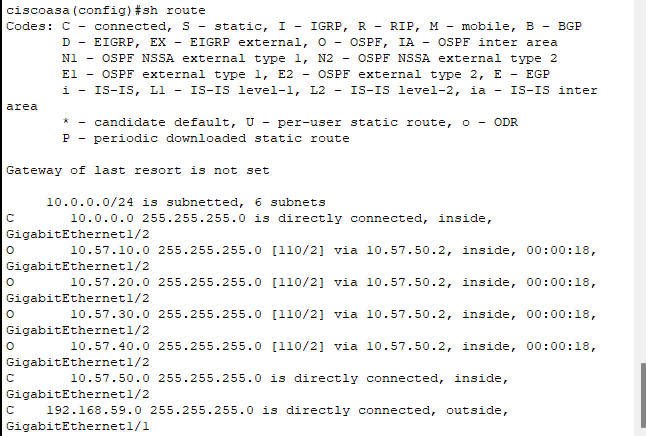 ciscoasa(config)#sh route
Codes: C - connected, S - static, I - IGRP, R - RIP, M - mobile, B - BGP
D - EIGRP, EX - EIGRP external, O - OSPF, IA - OSPF inter area
N1 - OSPF NSSA external type 1, N2 - OSPF NSSA external type 2
E1 - OSPF external type 1, E2 - OSPF external type 2, E - EGP
i - IS-IS, L1 - IS-IS level-1, L2 - IS-IS level-2, ia - IS-IS inter
area
* - candidate default, U - per-user static route, o - ODR
P - periodic downloaded static route
Gateway of last resort is not set
10.0.0.0/24 is subnetted, 6 subnets
C 10.0.0.0 255.255.255.0 is directly connected, inside,
GigabitEthernet1/2
O 10.57.10.0 255.255.255.0 [110/2] via 10.57.50.2, inside, 00:00:18,
GigabitEthernet1/2
O 10.57.20.0 255.255.255.0 [110/2] via 10.57.50.2, inside, 00:00:18,
GigabitEthernet1/2
O 10.57.30.0 255.255.255.0 [110/2] via 10.57.50.2, inside, 00:00:18,
GigabitEthernet1/2
O 10.57.40.0 255.255.255.0 [110/2] via 10.57.50.2, inside, 00:00:18,
GigabitEthernet1/2
C 10.57.50.0 255.255.255.0 is directly connected, inside,
GigabitEthernet1/2
C 192.168.59.0 255.255.255.0 is directly connected, outside,
GigabitEthernet1/1